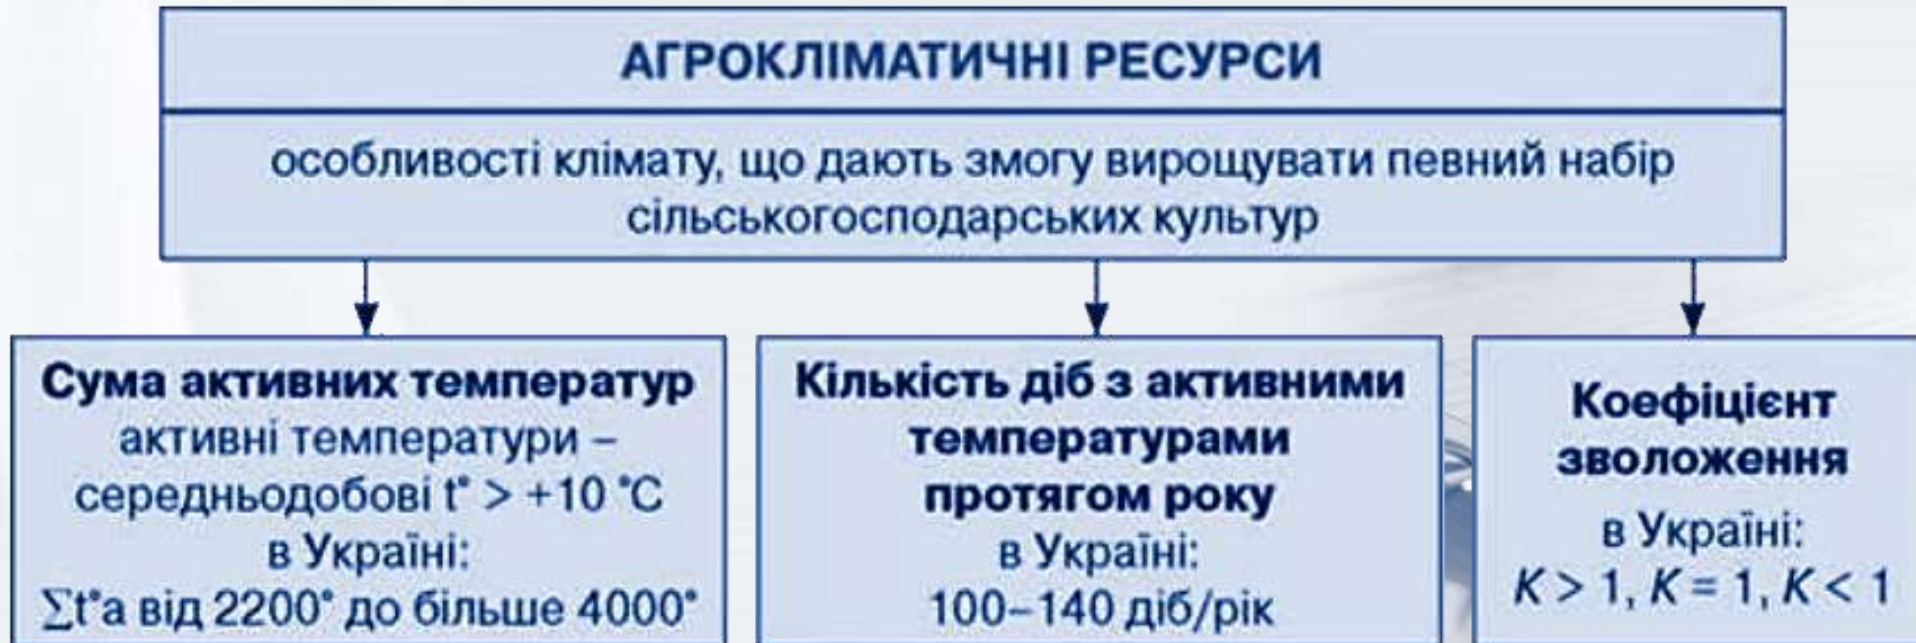 АГРОКЛІМАТИЧНІ РЕСУРСИ
особливості клімату, що дають змогу вирощувати певний набір
сільськогосподарських культур
Сума активних температур
активні температури –
середньодобові t° > +10 °C
в Україні:
∑t°a від 2200° до більше 4000°
Кількість діб з активними
температурами
протягом року
в Україні:
100–140 діб/рік
Коефіцієнт
зволоження
в Україні:
K > 1, K = 1, K < 1